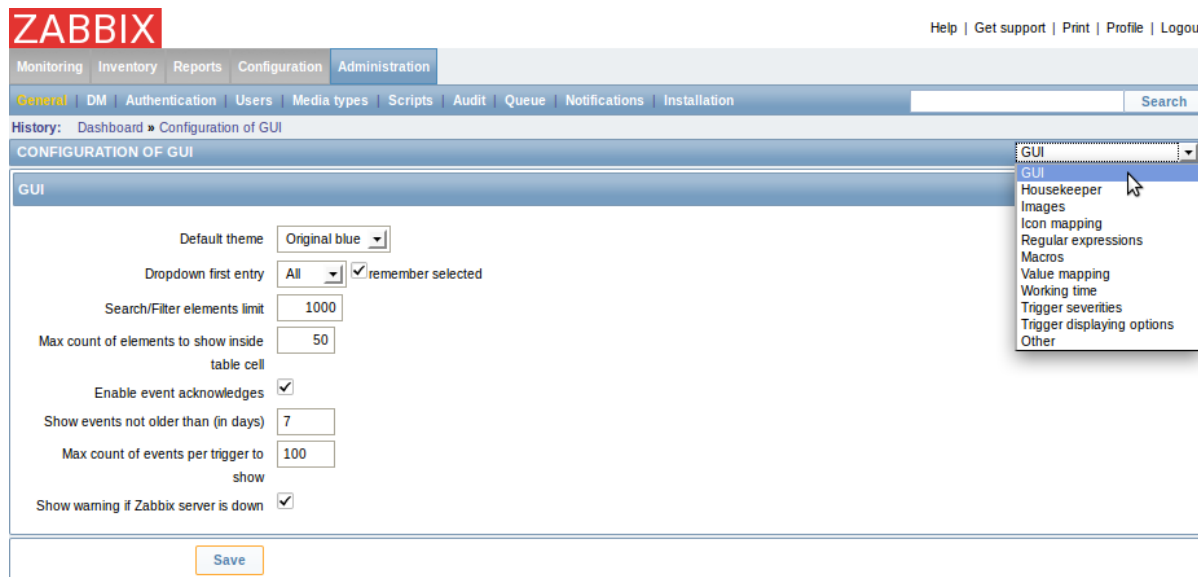 ZABBIX
Help | Get support | Print | Profile | Logou
Monitoring Inventory Reports Configuration Administration
General | DM | Authentication | Users | Media types | Scripts | Audit | Queue | Notifications | Installation Search
History: Dashboard » Configuration of GUI
CONFIGURATION OF GUI
GUI
GUI
Housekeeper
Images
Icon mapping
Regular expressions
Macros
Value mapping
Working time
Trigger severities
Trigger displaying options
Other
GUI
Default theme Original blue
Dropdown first entry All remember selected
Search/Filter elements limit 1000
Max count of elements to show inside 50
table cell
Enable event acknowledges
Show events not older than (in days) 7
Max count of events per trigger to 100
show
Show warning if Zabbix server is down
Save